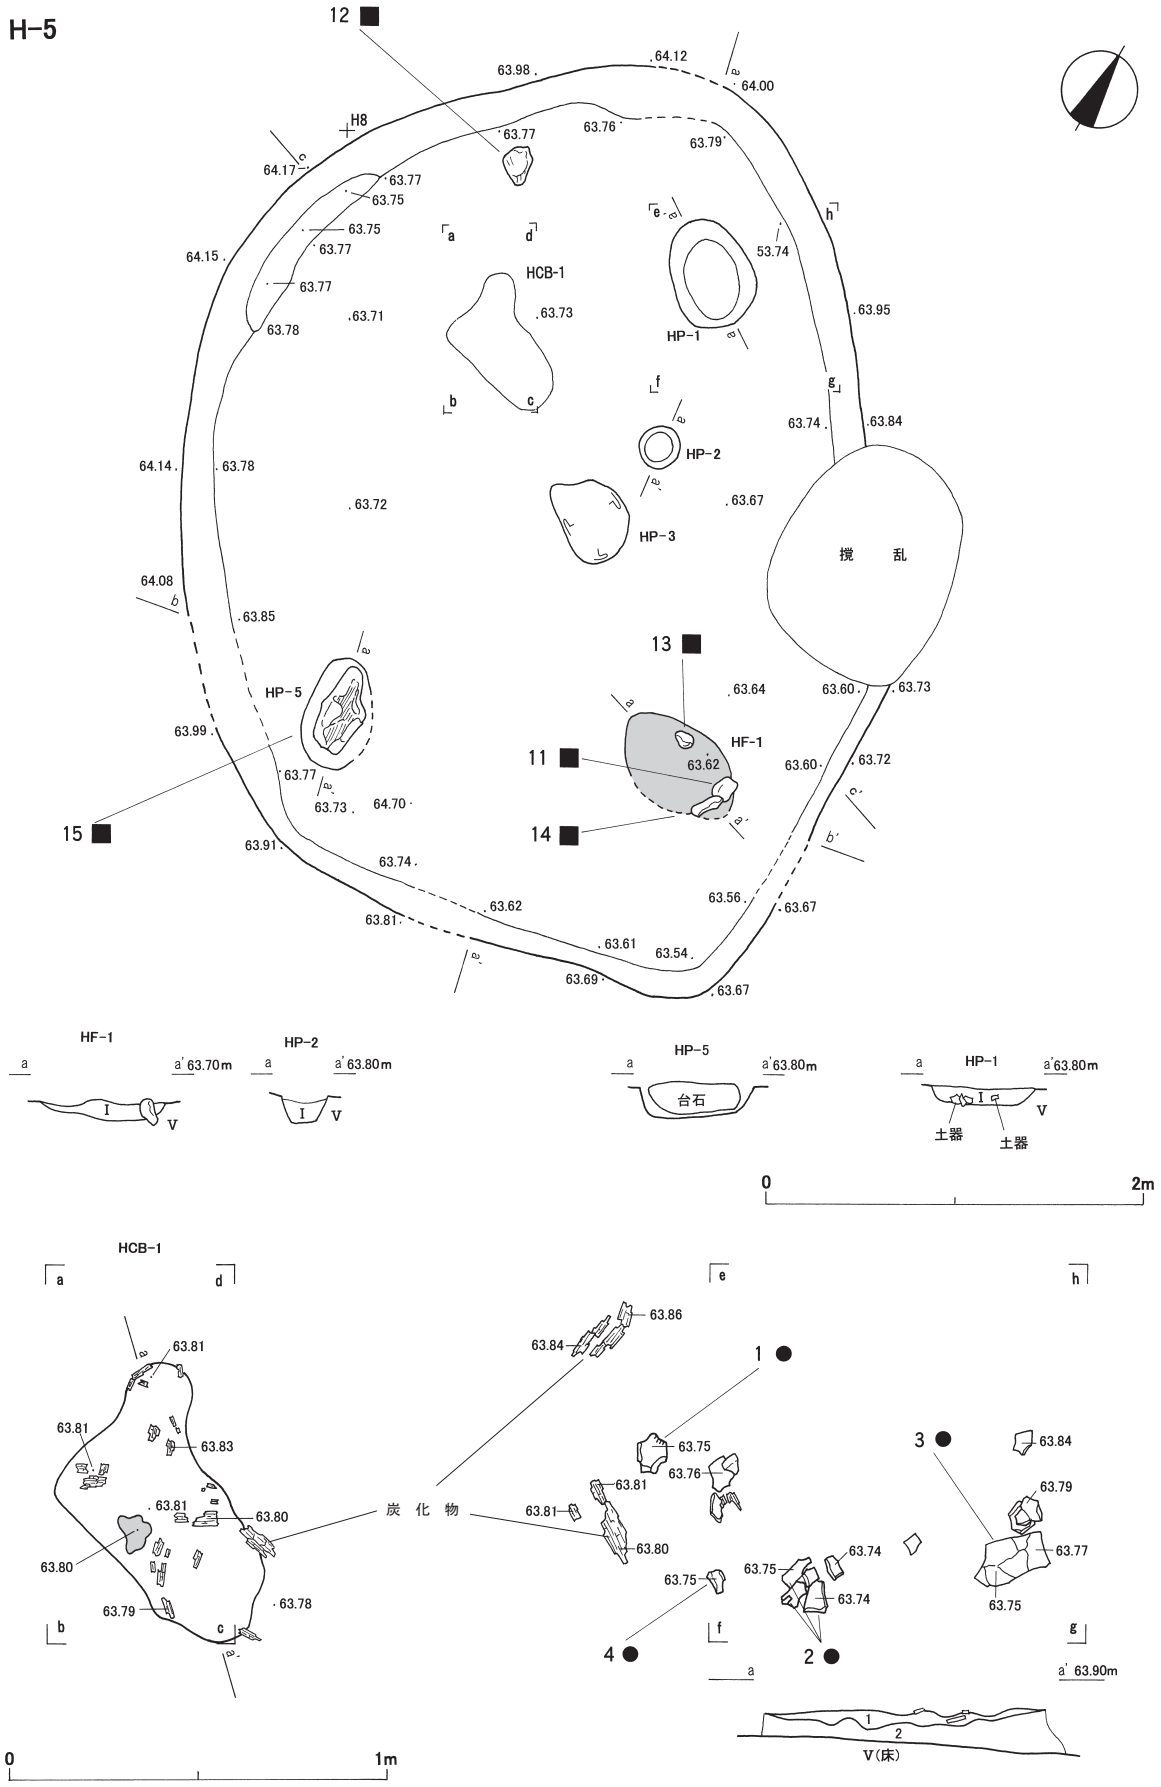 H-5
12
64.12
63.98
a
64.00
H8
63.77
63.76
63.79
c
64.17
63.77
63.75
e
a'
h
63.75
a
d
63.77
64.15
53.74
HCB-1
63.77
63.73
63.95
63.71
63.78
HP-1
a
f
g
b
c
63.74
63.84
a
HP-2
64.14
63.78
a'
63.67
63.72
HP-3
撹乱
64.08
b
63.85
13
a
HP-5
63.64
63.60
63.73
a
63.99
HF-1
11
63.62
63.60
63.72
63.77
a'
63.73
64.70
c'
15
14
a'
b'
63.91
63.74
63.56
63.62
63.67
63.81
63.61
63.54
a'
63.69
63.67
HF-1
a
a' 63.70m
I
V
HP-2
a
a' 63.80m
I
V
HP-5
a
a' 63.80m
台石
HP-1
a
a' 63.80m
I
V
土器
土器
0
2m
HCB-1
a
d
e
h
63.86
63.84
a
63.81
1
63.81
63.83
63.75
3
63.84
63.76
63.81
63.79
63.81
63.80
炭化物
63.81
63.80
63.77
63.80
63.75
63.75
63.74
63.74
63.75
63.79
63.78
b
c
f
g
a'
4
2
a
a' 63.90m
1
2
V(床)
0
1m